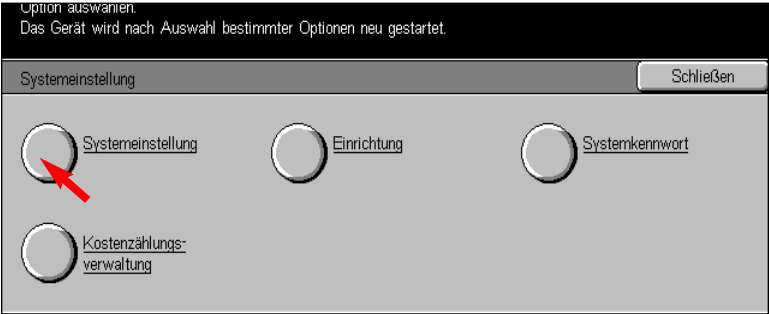 Option auswählen.
Das Gerät wird nach Auswahl bestimmter Optionen neu gestartet.
Systemeinstellung
Schließen
Systemeinstellung
Einrichtung
Systemkennwort
Kostenzählungs-
verwaltung